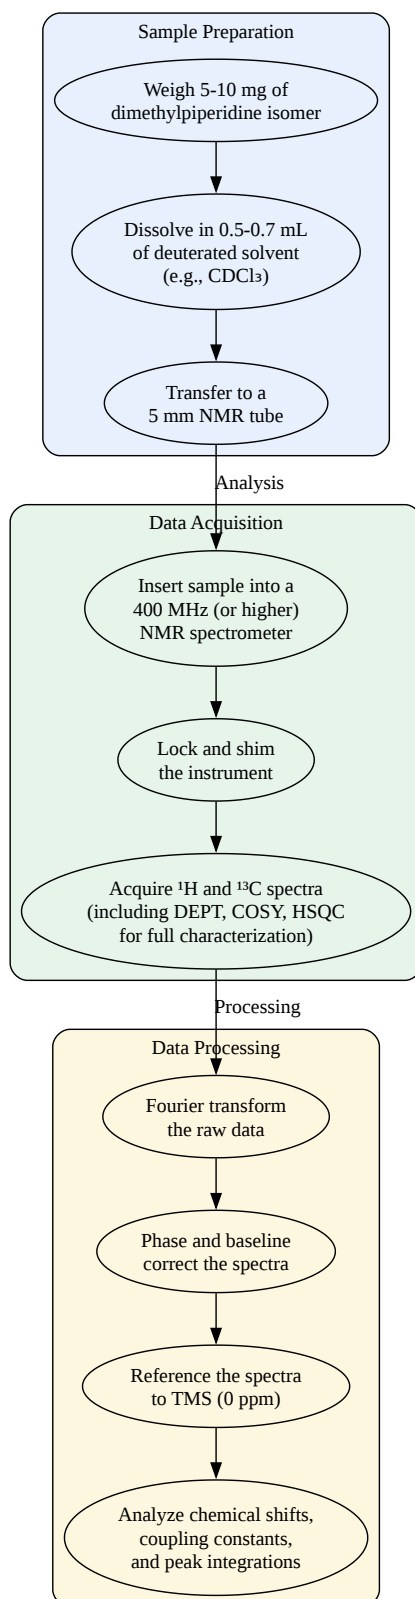 Sample Preparation
Weigh 5-10 mg of
dimethylpiperidine isomer
Dissolve in 0.5-0.7 mL
of deuterated solvent
(e.g., CDCl₃)
Transfer to a
5 mm NMR tube
Analysis
Data Acquisition
Insert sample into a
400 MHz (or higher)
NMR spectrometer
Lock and shim
the instrument
Acquire ¹H and ¹³C spectra
(including DEPT, COSY, HSQC
for full characterization)
Processing
Data Processing
Fourier transform
the raw data
Phase and baseline
correct the spectra
Reference the spectra
to TMS (0 ppm)
Analyze chemical shifts,
coupling constants,
and peak integrations